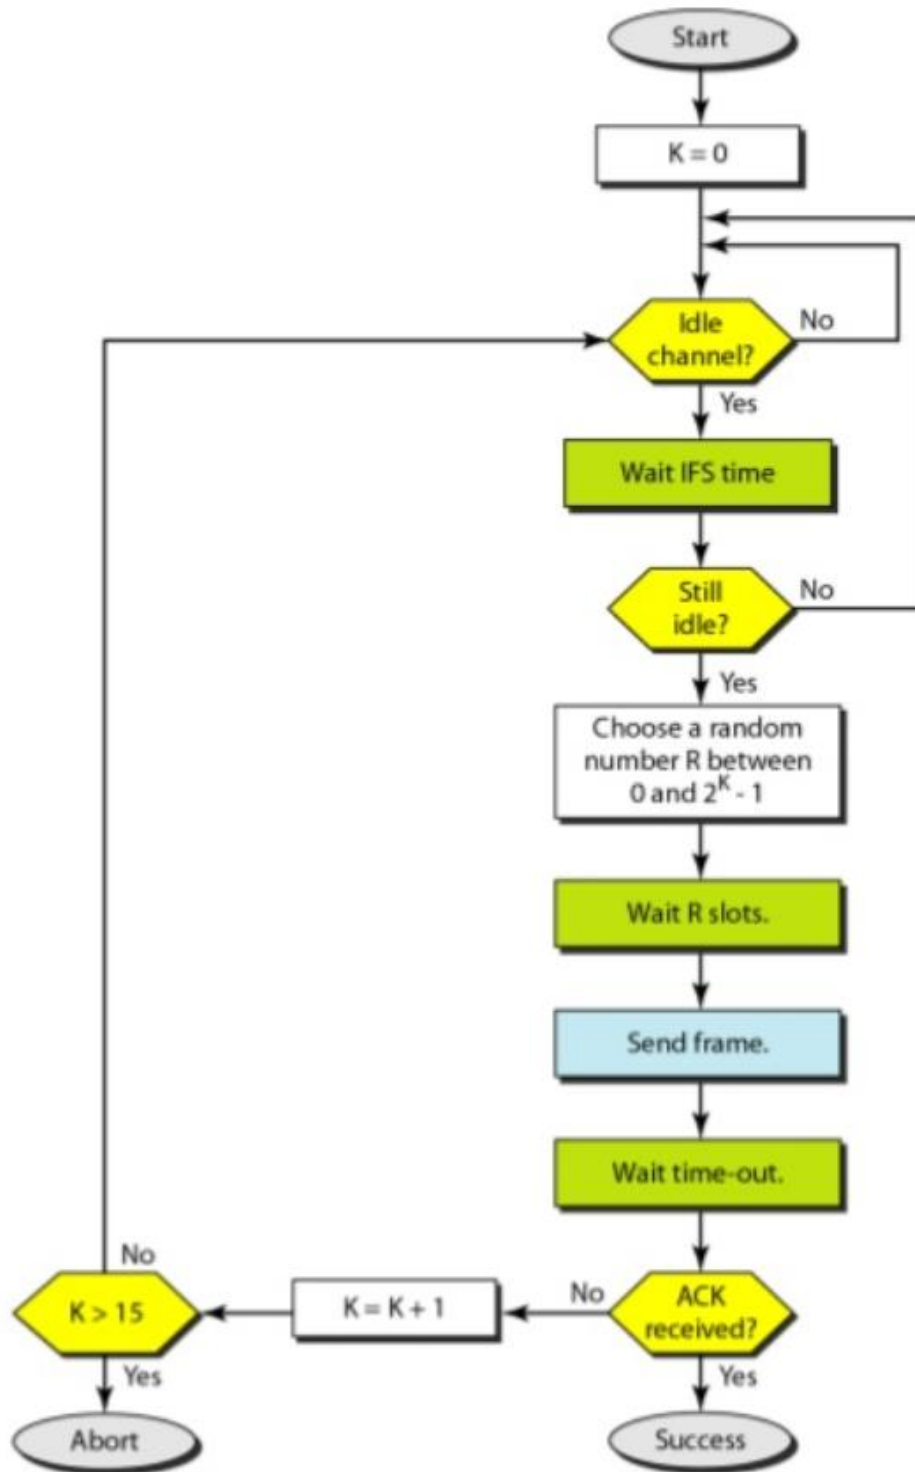 Start
K = 0
Idle
channel?
No
Yes
Wait IFS time
Still
idle?
No
Yes
Choose a random
number R between
0 and 2^K - 1
Wait R slots.
Send frame.
Wait time-out.
ACK
received?
No
Yes
K = K + 1
K > 15
No
Yes
Abort
Success